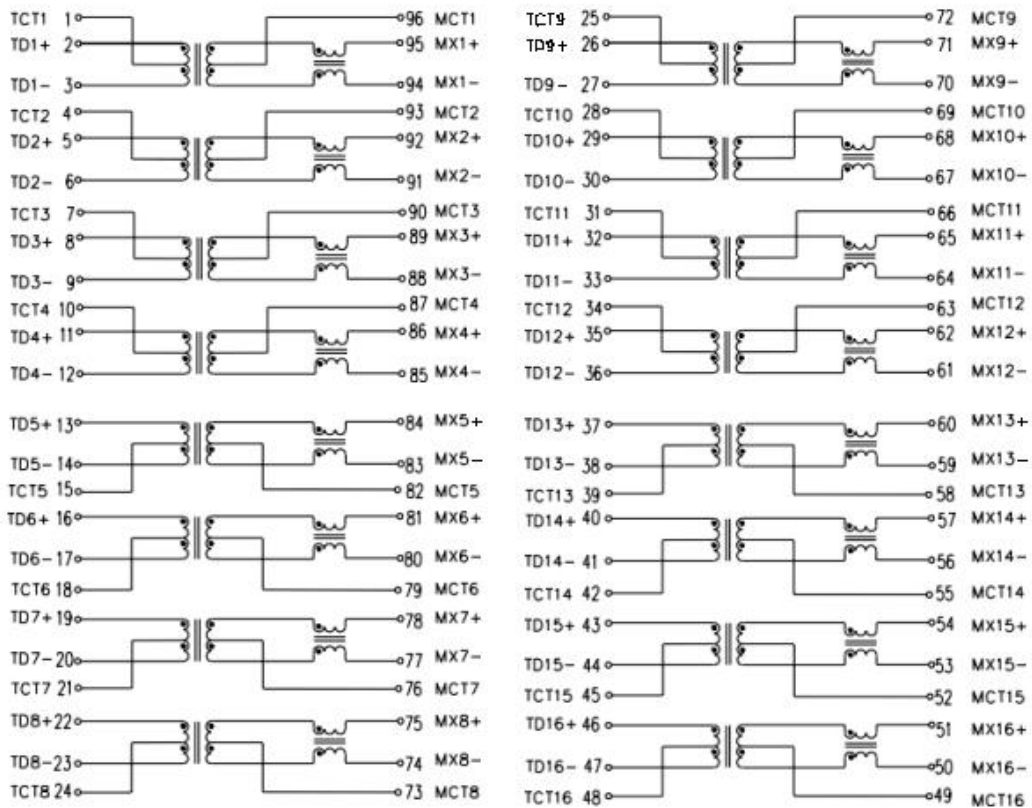 TCT1 1 96 MCT1
TD1+ 2 95 MX1+
TD1- 3 94 MX1-
TCT2 4 93 MCT2
TD2+ 5 92 MX2+
TD2- 6 91 MX2-
TCT3 7 90 MCT3
TD3+ 8 89 MX3+
TD3- 9 88 MX3-
TCT4 10 87 MCT4
TD4+ 11 86 MX4+
TD4- 12 85 MX4-
TD5+ 13 84 MX5+
TD5- 14 83 MX5-
TCT5 15 82 MCT5
TD6+ 16 81 MX6+
TD6- 17 80 MX6-
TCT6 18 79 MCT6
TD7+ 19 78 MX7+
TD7- 20 77 MX7-
TCT7 21 76 MCT7
TD8+ 22 75 MX8+
TD8- 23 74 MX8-
TCT8 24 73 MCT8
TCT9 25 72 MCT9
TD9+ 26 71 MX9+
TD9- 27 70 MX9-
TCT10 28 69 MCT10
TD10+ 29 68 MX10+
TD10- 30 67 MX10-
TCT11 31 66 MCT11
TD11+ 32 65 MX11+
TD11- 33 64 MX11-
TCT12 34 63 MCT12
TD12+ 35 62 MX12+
TD12- 36 61 MX12-
TD13+ 37 60 MX13+
TD13- 38 59 MX13-
TCT13 39 58 MCT13
TD14+ 40 57 MX14+
TD14- 41 56 MX14-
TCT14 42 55 MCT14
TD15+ 43 54 MX15+
TD15- 44 53 MX15-
TCT15 45 52 MCT15
TD16+ 46 51 MX16+
TD16- 47 50 MX16-
TCT16 48 49 MCT16